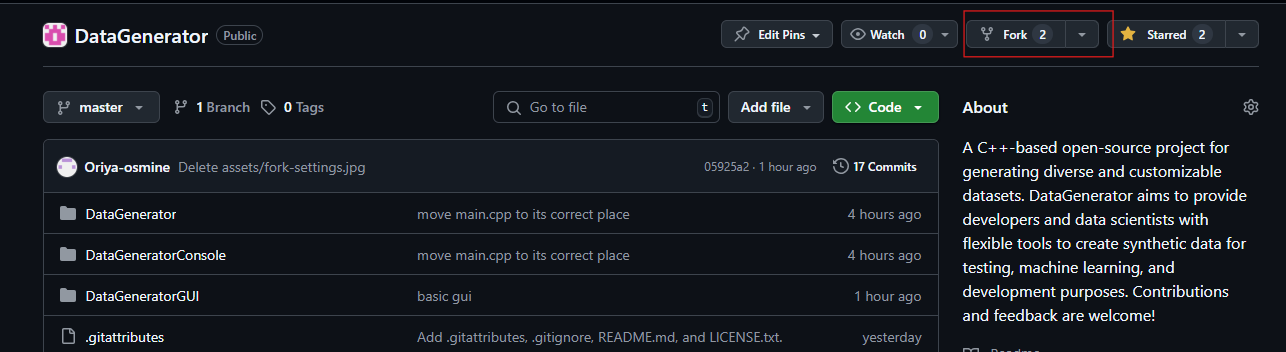 DataGenerator Public Edit Pins Watch 0 Fork 2 Starred 2
master 1 Branch 0 Tags Go to file t Add file Code
Oriya-osmine Delete assets/fork-settings.jpg 05925a2 · 1 hour ago 17 Commits
DataGenerator move main.cpp to its correct place 4 hours ago
DataGeneratorConsole move main.cpp to its correct place 4 hours ago
DataGeneratorGUI basic gui 1 hour ago
.gitattributes Add .gitattributes, .gitignore, README.md, and LICENSE.txt. yesterday
About
A C++-based open-source project for
generating diverse and customizable
datasets. DataGenerator aims to provide
developers and data scientists with
flexible tools to create synthetic data for
testing, machine learning, and
development purposes. Contributions
and feedback are welcome!